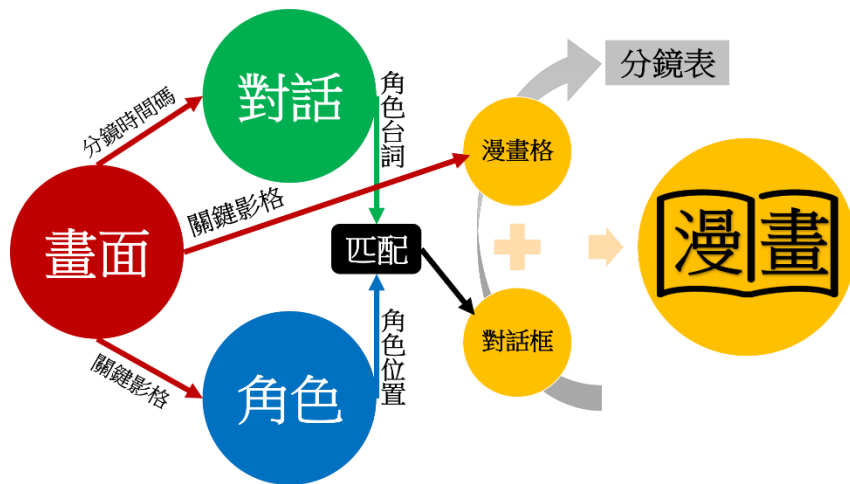 分鏡表
對話
角色台詞
分鏡時間碼
漫畫格
關鍵影格
畫面
匹配
漫畫
對話框
角色位置
關鍵影格
角色